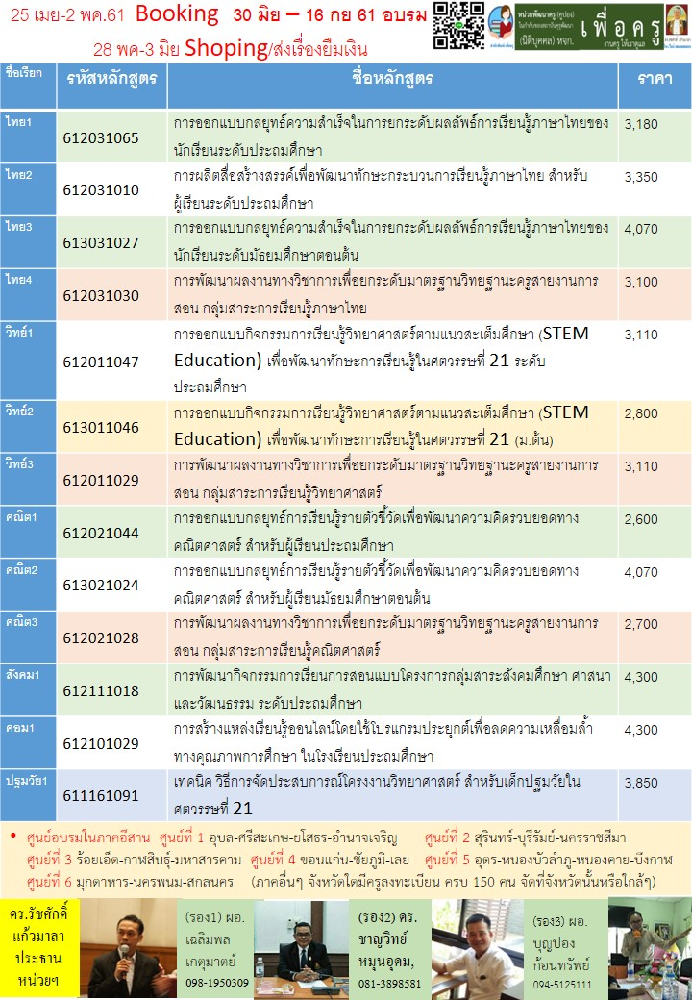 25 เมย-2 พค.61 Booking 30 มิย – 16 กย 61 อบรม
28 พค-3 มิย Shoping/ส่งเรื่องยืมเงิน
หน่วยพัฒนาครู (คูปอง)
(นิติบุคคล) หจก.
เพื่อครู
งานครู ให้เราดูแล
ชื่อเรียก รหัสหลักสูตร ชื่อหลักสูตร ราคา
ไทย1 612031065 การออกแบบกลยุทธ์ความสำเร็จในการยกระดับผลลัพธ์การเรียนรู้ภาษาไทยของ 3,180
นักเรียนระดับประถมศึกษา
ไทย2 612031010 การผลิตสื่อสร้างสรรค์เพื่อพัฒนาทักษะกระบวนการเรียนรู้ภาษาไทย สำหรับ 3,350
ผู้เรียนระดับประถมศึกษา
ไทย3 613031027 การออกแบบกลยุทธ์ความสำเร็จในการยกระดับผลลัพธ์การเรียนรู้ภาษาไทยของ 4,070
นักเรียนระดับมัธยมศึกษาตอนต้น
ไทย4 612031030 การพัฒนาผลงานทางวิชาการเพื่อยกระดับมาตรฐานวิทยฐานะครูสายงานการ 3,100
สอน กลุ่มสาระการเรียนรู้ภาษาไทย
วิทย์1 612011047 การออกแบบกิจกรรมการเรียนรู้วิทยาศาสตร์ตามแนวสะเต็มศึกษา (STEM 3,110
Education) เพื่อพัฒนาทักษะการเรียนรู้ในศตวรรษที่ 21 ระดับ
ประถมศึกษา
วิทย์2 613011046 การออกแบบกิจกรรมการเรียนรู้วิทยาศาสตร์ตามแนวสะเต็มศึกษา (STEM 2,800
Education) เพื่อพัฒนาทักษะการเรียนรู้ในศตวรรษที่ 21 (ม.ต้น)
วิทย์3 612011029 การพัฒนาผลงานทางวิชาการเพื่อยกระดับมาตรฐานวิทยฐานะครูสายงานการ 3,110
สอน กลุ่มสาระการเรียนรู้วิทยาศาสตร์
คณิต1 612021044 การออกแบบกลยุทธ์การเรียนรู้รายตัวชี้วัดเพื่อพัฒนาความคิดรวบยอดทาง 2,600
คณิตศาสตร์ สำหรับผู้เรียนประถมศึกษา
คณิต2 613021024 การออกแบบกลยุทธ์การเรียนรู้รายตัวชี้วัดเพื่อพัฒนาความคิดรวบยอดทาง 4,070
คณิตศาสตร์ สำหรับผู้เรียนมัธยมศึกษาตอนต้น
คณิต3 612021028 การพัฒนาผลงานทางวิชาการเพื่อยกระดับมาตรฐานวิทยฐานะครูสายงานการ 2,700
สอน กลุ่มสาระการเรียนรู้คณิตศาสตร์
สังคม1 612111018 การพัฒนากิจกรรมการเรียนการสอนแบบโครงการกลุ่มสาระสังคมศึกษา ศาสนา 4,300
และวัฒนธรรม ระดับประถมศึกษา
คอม1 612101029 การสร้างแหล่งเรียนรู้ออนไลน์โดยใช้โปรแกรมประยุกต์เพื่อลดความเหลื่อมล้ำ 4,300
ทางคุณภาพการศึกษา ในโรงเรียนประถมศึกษา
ปฐมวัย1 611161091 เทคนิค วิธีการจัดประสบการณ์โครงงานวิทยาศาสตร์ สำหรับเด็กปฐมวัยใน 3,850
ศตวรรษที่ 21
• ศูนย์อบรมในภาคอีสาน ศูนย์ที่ 1 อุบล-ศรีสะเกษ-ยโสธร-อำนาจเจริญ ศูนย์ที่ 2 สุรินทร์-บุรีรัมย์-นครราชสีมา
ศูนย์ที่ 3 ร้อยเอ็ด-กาฬสินธุ์-มหาสารคาม ศูนย์ที่ 4 ขอนแก่น-ชัยภูมิ-เลย ศูนย์ที่ 5 อุดร-หนองบัวลำภู-หนองคาย-บึงกาฬ
ศูนย์ที่ 6 มุกดาหาร-นครพนม-สกลนคร (ภาคอื่นๆ จังหวัดใดมีครูลงทะเบียน ครบ 150 คน จัดที่จังหวัดนั้นหรือใกล้ๆ)
ดร.รัชศักดิ์
แก้วมาลา
ประธาน
หน่วยฯ
(รอง1) ผอ.
เฉลิมพล
เกตุมาตย์
098-1950309
(รอง2) ดร.
ชาญวิทย์
หมุนอุดม,
081-3898581
(รอง3) ผอ.
บุญปอง
ก้อนทรัพย์
094-5125111